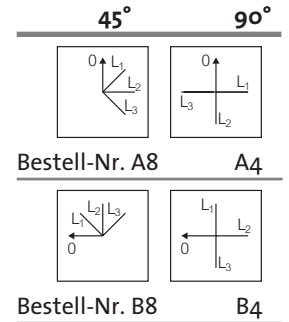 45° 90°
0 L1 0
L2 L1
L3 L3
L2
Bestell-Nr. A8 A4
L1 L2 L3 L1
L2
0 0
L3
Bestell-Nr. B8 B4